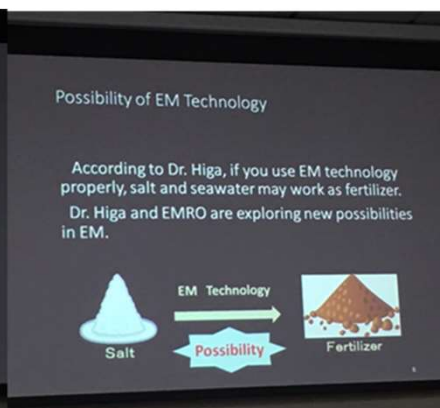 Possibility of EM Technology
According to Dr. Higa, if you use EM technology
properly, salt and seawater may work as fertilizer.
Dr. Higa and EMRO are exploring new possibilities
in EM.
EM Technology
Salt
Possibility
Fertilizer
6